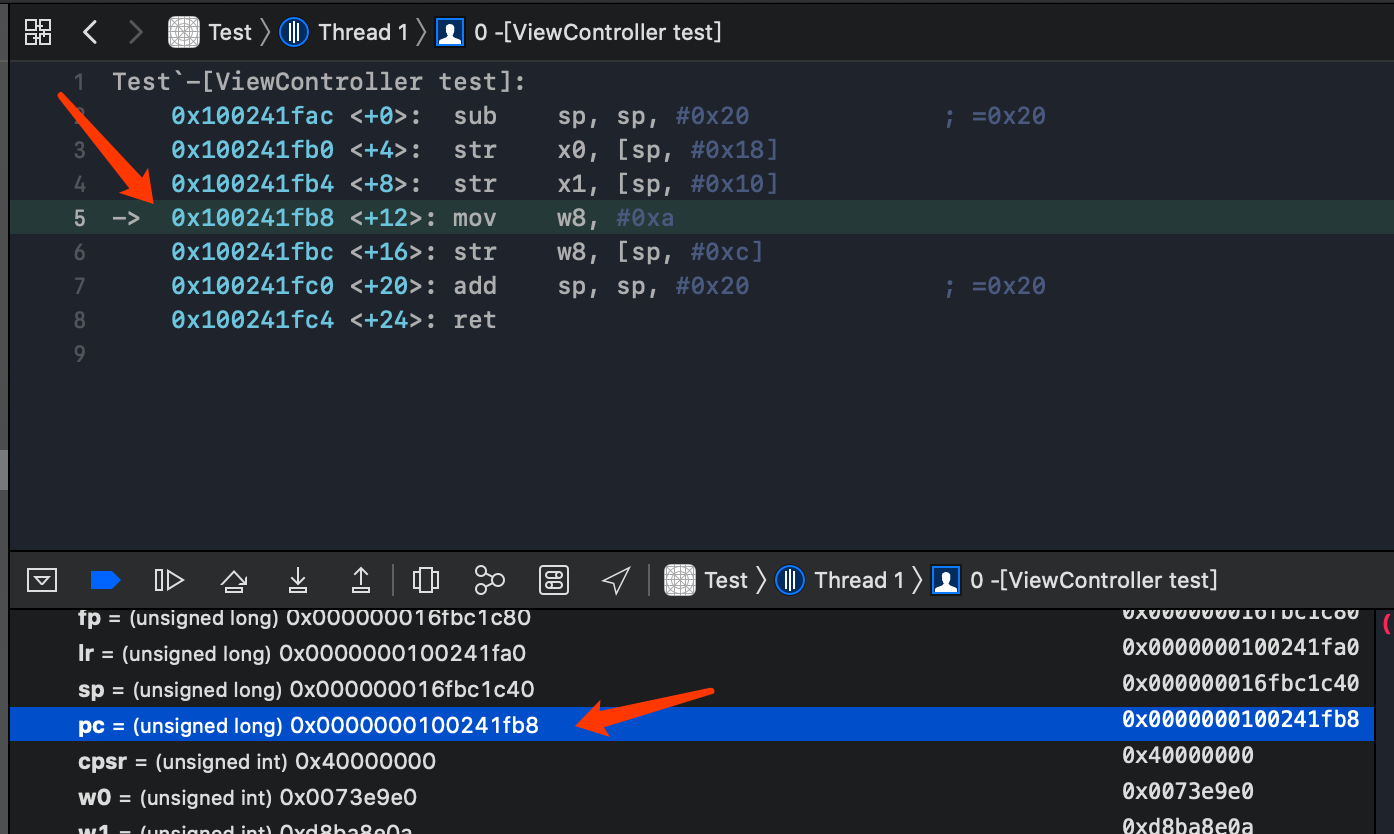 Test 〉 Thread 1 〉 0 -[ViewController test]
1 Test`-[ViewController test]:
2 0x100241fac <+0>: sub sp, sp, #0x20 ; =0x20
3 0x100241fb0 <+4>: str x0, [sp, #0x18]
4 0x100241fb4 <+8>: str x1, [sp, #0x10]
5 -> 0x100241fb8 <+12>: mov w8, #0xa
6 0x100241fbc <+16>: str w8, [sp, #0xc]
7 0x100241fc0 <+20>: add sp, sp, #0x20 ; =0x20
8 0x100241fc4 <+24>: ret
9
Test 〉 Thread 1 〉 0 -[ViewController test]
fp = (unsigned long) 0x000000016fbc1c80 0x000000016fbc1c80
lr = (unsigned long) 0x0000000100241fa0 0x0000000100241fa0
sp = (unsigned long) 0x000000016fbc1c40 0x000000016fbc1c40
pc = (unsigned long) 0x0000000100241fb8 0x0000000100241fb8
cpsr = (unsigned int) 0x40000000 0x40000000
w0 = (unsigned int) 0x0073e9e0 0x0073e9e0
w1 = (unsigned int) 0xd8ba8e0a 0xd8ba8e0a
(